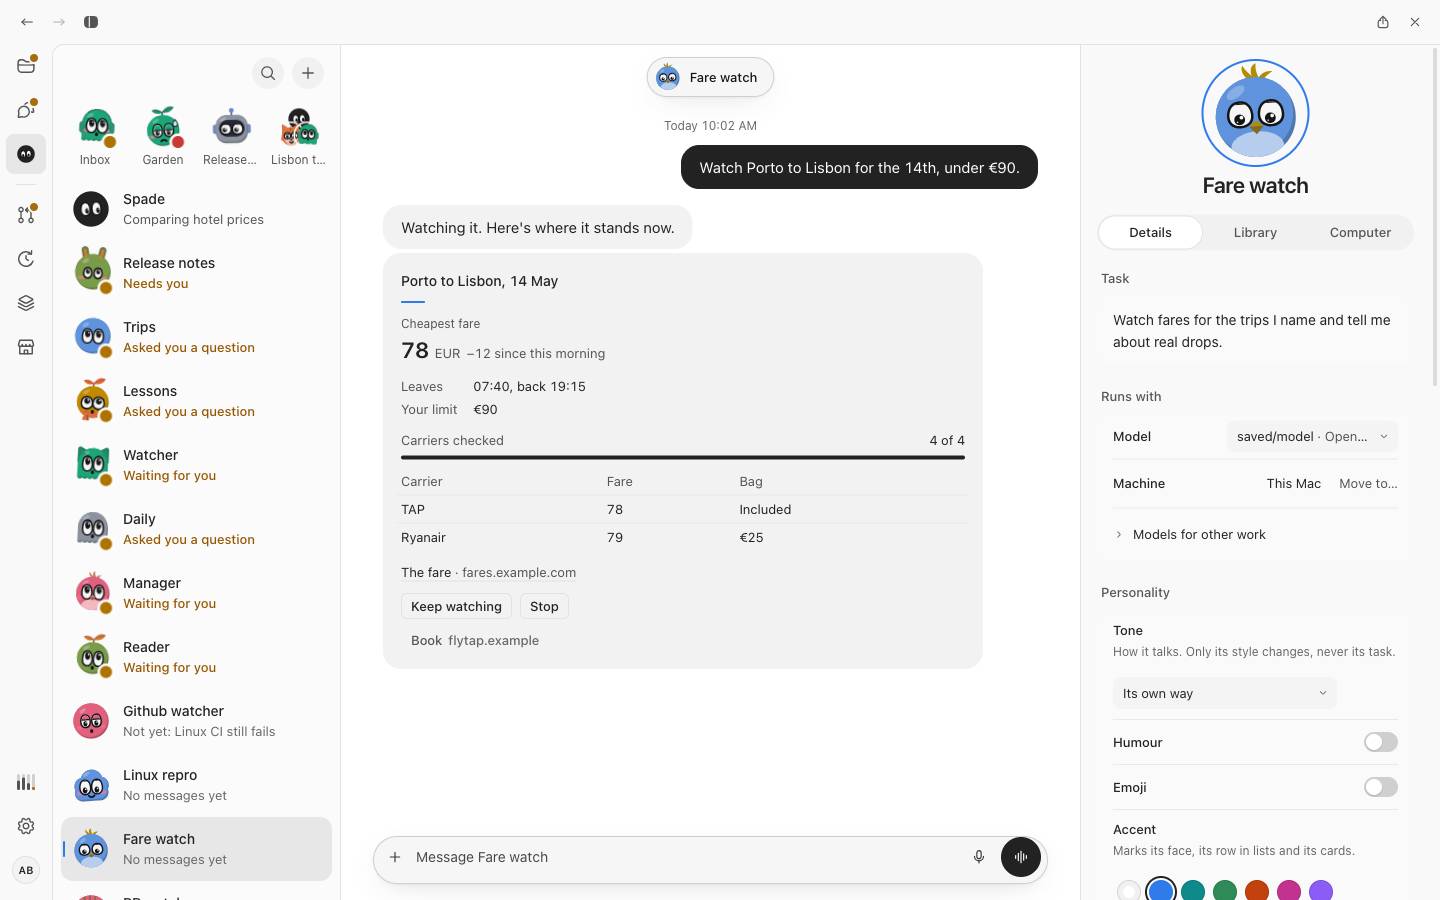 Inbox
Garden
Release...
Lisbon t...
Spade
Comparing hotel prices
Release notes
Needs you
Trips
Asked you a question
Lessons
Asked you a question
Watcher
Waiting for you
Daily
Asked you a question
Manager
Waiting for you
Reader
Waiting for you
Github watcher
Not yet: Linux CI still fails
Linux repro
No messages yet
Fare watch
No messages yet
AB
Fare watch
Today 10:02 AM
Watch Porto to Lisbon for the 14th, under €90.
Watching it. Here's where it stands now.
Porto to Lisbon, 14 May
Cheapest fare
78 EUR −12 since this morning
Leaves 07:40, back 19:15
Your limit €90
Carriers checked 4 of 4
Carrier Fare Bag
TAP 78 Included
Ryanair 79 €25
The fare · fares.example.com
Keep watching Stop
Book flytap.example
Message Fare watch
Fare watch
Details Library Computer
Task
Watch fares for the trips I name and tell me
about real drops.
Runs with
Model saved/model · Open...
Machine This Mac Move to...
Models for other work
Personality
Tone
How it talks. Only its style changes, never its task.
Its own way
Humour
Emoji
Accent
Marks its face, its row in lists and its cards.